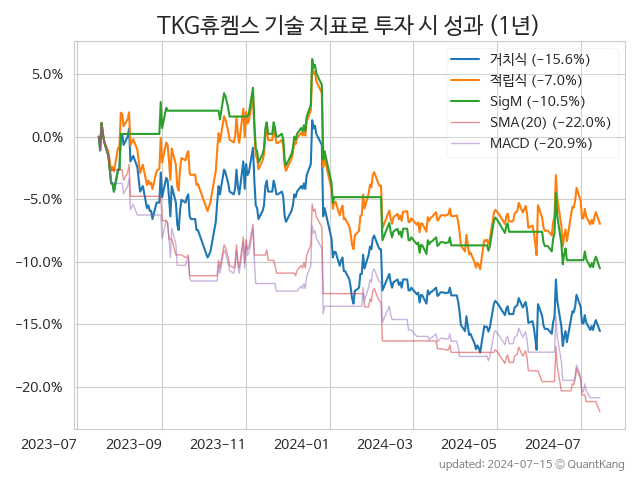 TKG휴켐스 기술 지표로 투자 시 성과 (1년)
거치식 (−15.6%)
적립식 (−7.0%)
SigM (−10.5%)
SMA(20) (−22.0%)
MACD (−20.9%)
5.0%
0.0%
−5.0%
−10.0%
−15.0%
−20.0%
2023−07 2023−09 2023−11 2024−01 2024−03 2024−05 2024−07
updated: 2024−07−15 © QuantKang